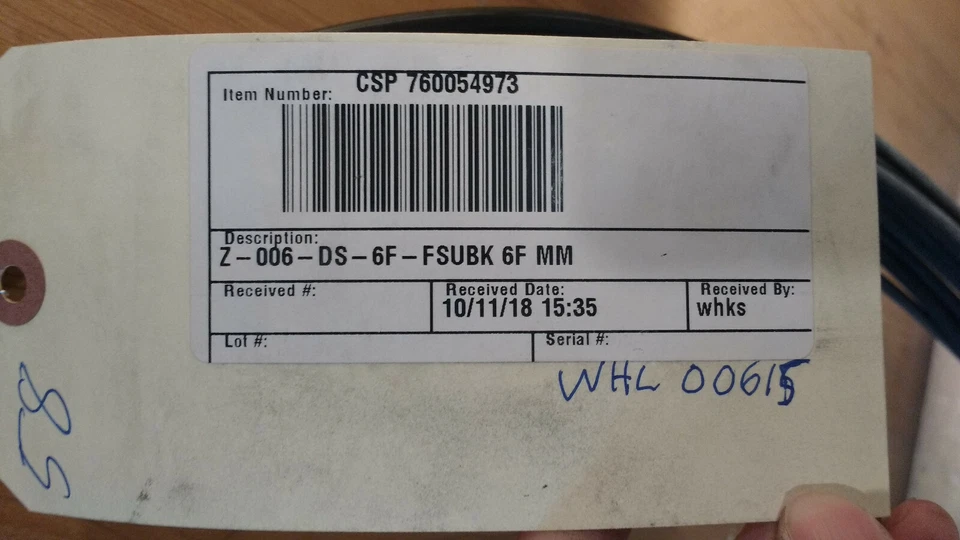 CSP 760054973
Item Number:
Description:
Z-006-DS-6F-FSUBK 6F MM
Received #:
Received Date:
10/11/18 15:35
Received By:
whks
Lot #:
Serial #:
WHL 00615
58